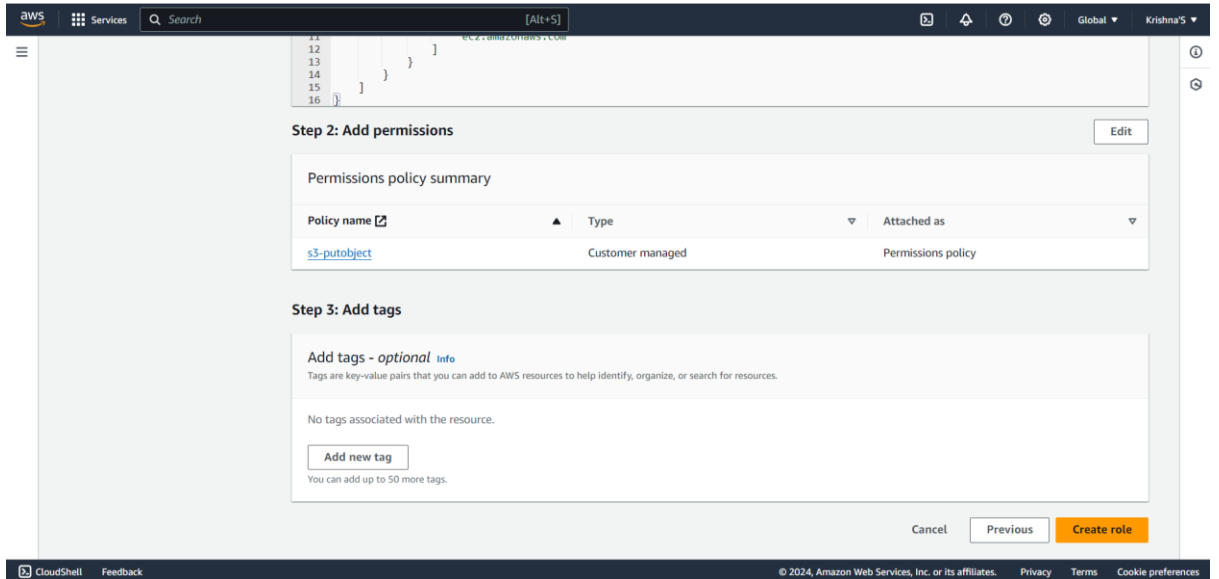 aws Services Search [Alt+S] Global Krishna'S
11 ec2.amazonaws.com
12 ]
13 }
14 }
15 ]
16 }
Step 2: Add permissions Edit
Permissions policy summary
Policy name Type Attached as
s3-putobject Customer managed Permissions policy
Step 3: Add tags
Add tags - optional Info
Tags are key-value pairs that you can add to AWS resources to help identify, organize, or search for resources.
No tags associated with the resource.
Add new tag
You can add up to 50 more tags.
Cancel Previous Create role
CloudShell Feedback © 2024, Amazon Web Services, Inc. or its affiliates. Privacy Terms Cookie preferences